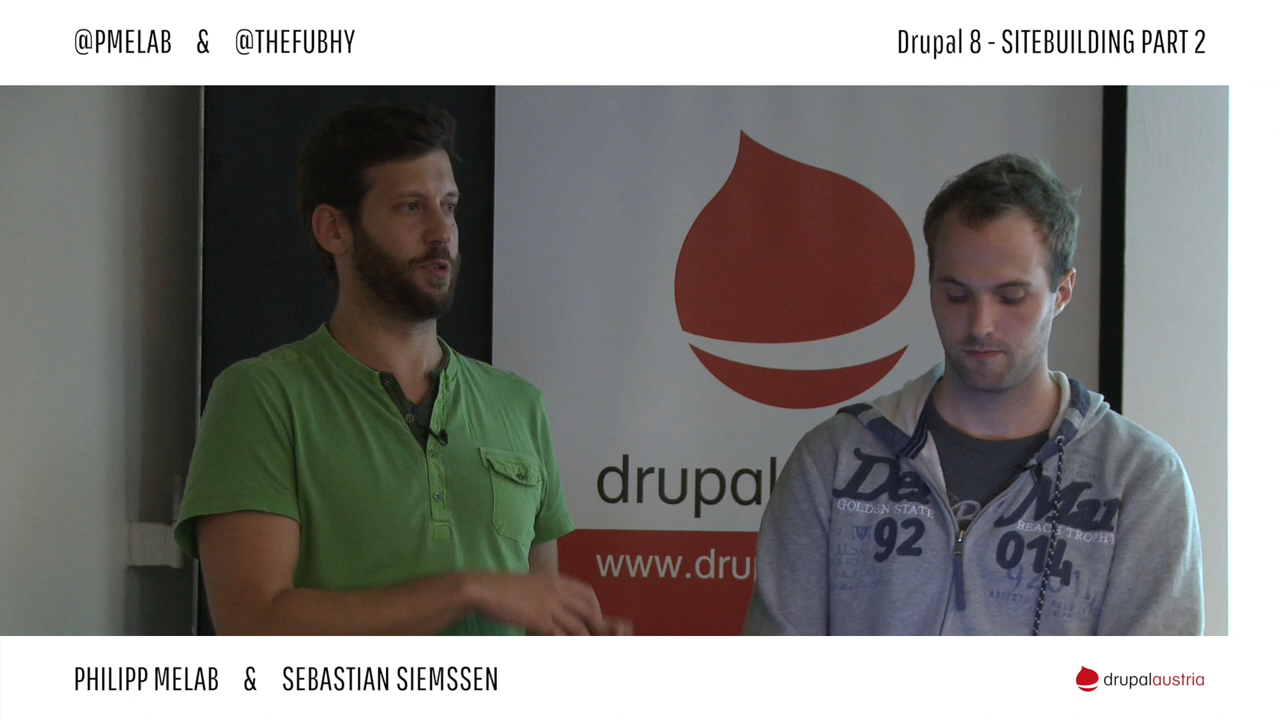 @PMELAB & @THEFUBHY
Drupal 8 - SITEBUILDING PART 2
drupal
www.dru
GOLDEN STATE
92
BEACH TROPHY
014
PHILIPP MELAB & SEBASTIAN SIEMSSEN
drupalaustria